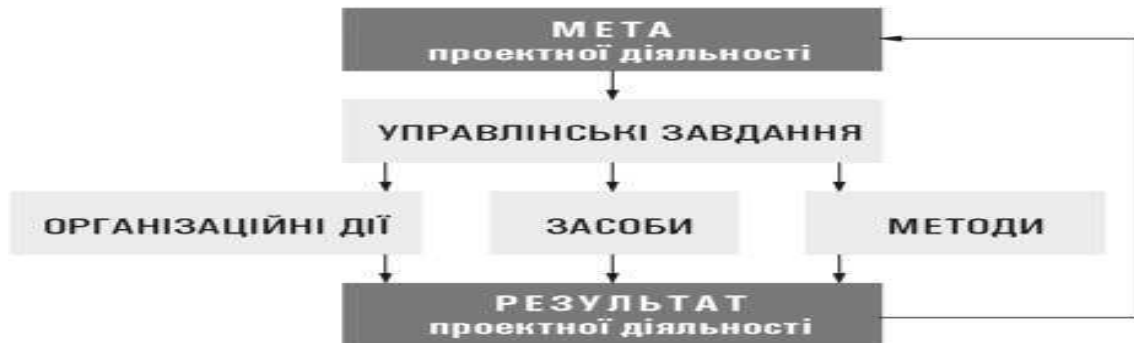 МЕТА
проектної діяльності
УПРАВЛІНСЬКІ ЗАВДАННЯ
ОРГАНІЗАЦІЙНІ ДІЇ
ЗАСОБИ
МЕТОДИ
РЕЗУЛЬТАТ
проектної діяльності